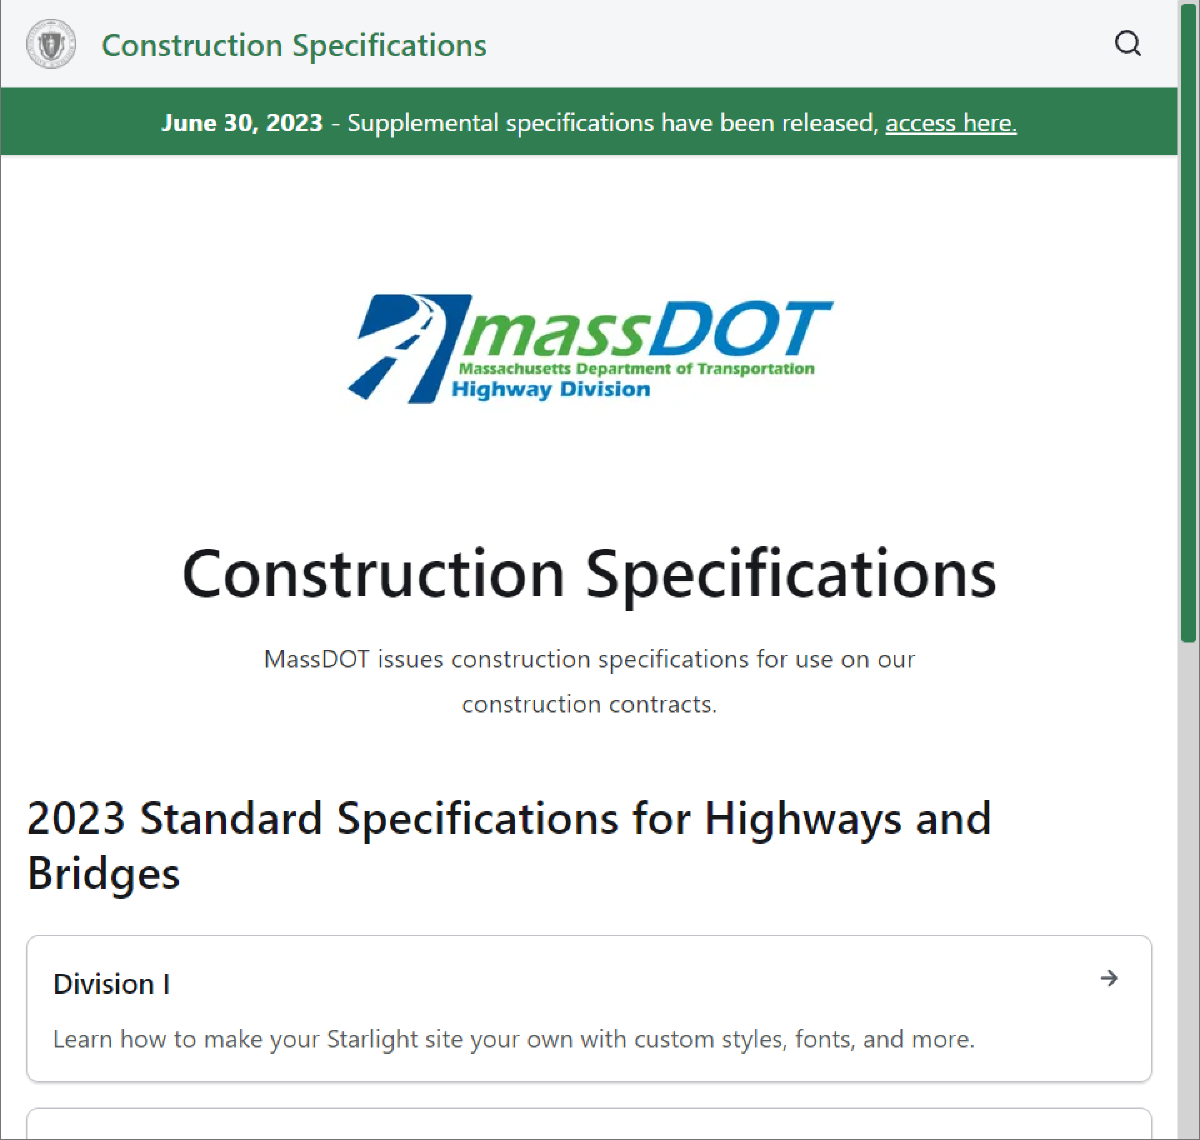 Construction Specifications
June 30, 2023 - Supplemental specifications have been released, access here.
massDOT
Massachusetts Department of Transportation
Highway Division
Construction Specifications
MassDOT issues construction specifications for use on our
construction contracts.
2023 Standard Specifications for Highways and
Bridges
Division I
Learn how to make your Starlight site your own with custom styles, fonts, and more.